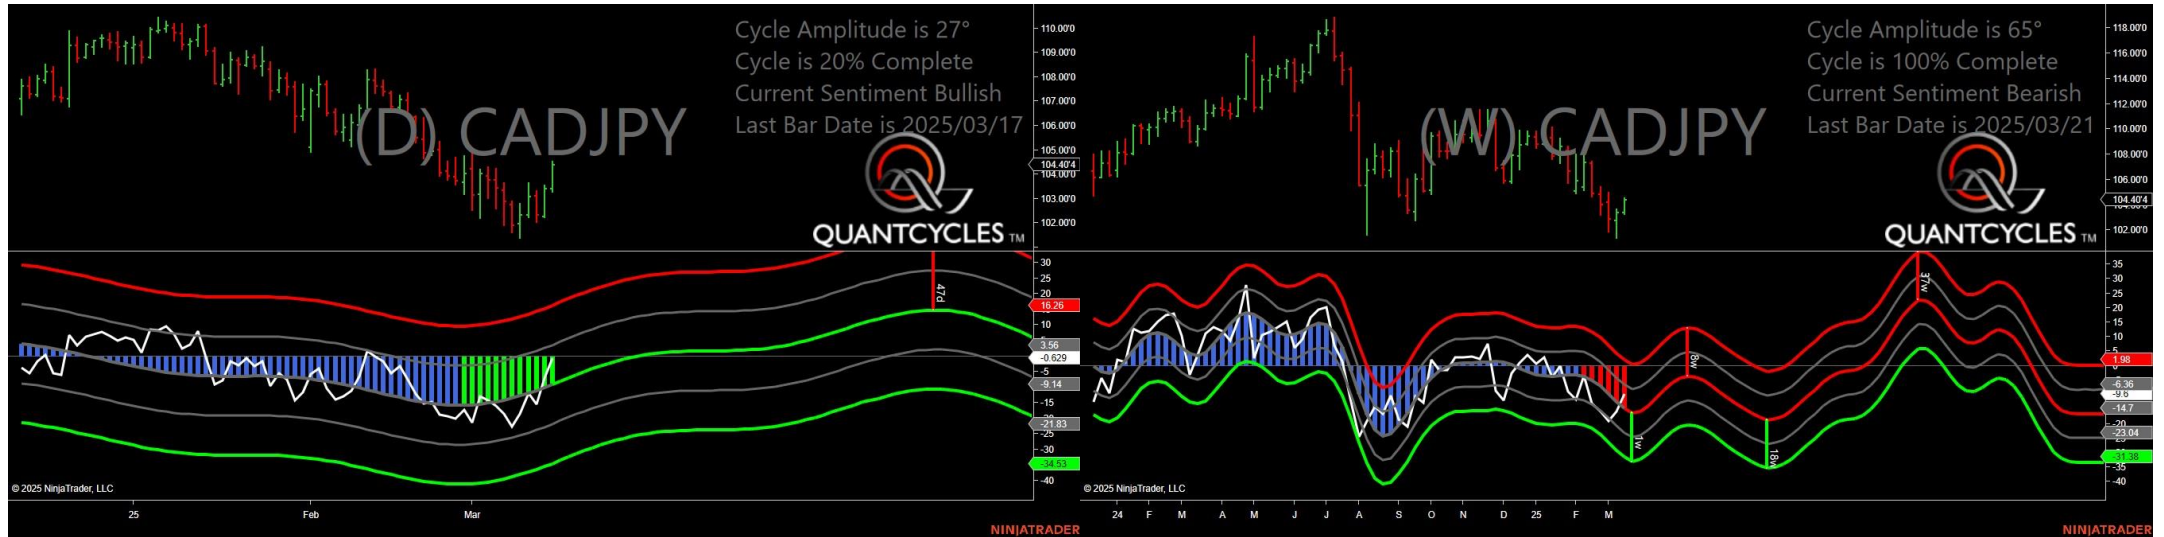 Cycle Amplitude is 27°
Cycle is 20% Complete
Current Sentiment Bullish
Last Bar Date is 2025/03/17
(D) CADJPY
QUANTCYCLES TM
110.00'0
109.00'0
108.00'0
107.00'0
106.00'0
105.00'0
104.40'4
104.00'0
103.00'0
102.00'0
47d
30
25
20
16.26
10
3.56
-0.629
-5
-9.14
-15
-21.83
-25
-30
-34.53
-40
© 2025 NinjaTrader, LLC
25
Feb
Mar
NINJATRADER
Cycle Amplitude is 65°
Cycle is 100% Complete
Current Sentiment Bearish
Last Bar Date is 2025/03/21
(W) CADJPY
QUANTCYCLES TM
118.00'0
116.00'0
114.00'0
112.00'0
110.00'0
108.00'0
106.00'0
104.40'4
102.00'0
37w
8w
1w
18w
35
30
25
20
15
10
5
1.98
-6.36
-9.6
-14.7
-20
-23.04
-31.38
-35
-40
© 2025 NinjaTrader, LLC
24
F
M
A
M
J
J
A
S
O
N
D
25
F
M
NINJATRADER